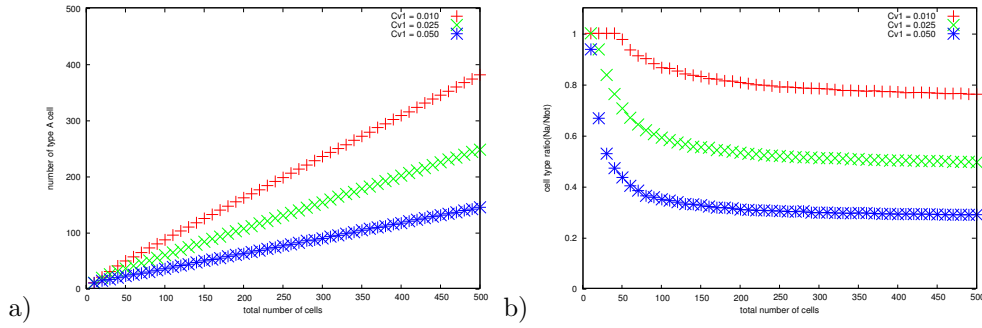 Cv1 = 0.010
Cv1 = 0.025
Cv1 = 0.050
number of type A cell
500
400
300
200
100
0
0 50 100 150 200 250 300 350 400 450 500
total number of cells
a)
Cv1 = 0.010
Cv1 = 0.025
Cv1 = 0.050
cell type ratio(Na/Ntot)
1
0.8
0.6
0.4
0.2
0
0 50 100 150 200 250 300 350 400 450 500
total number of cells
b)